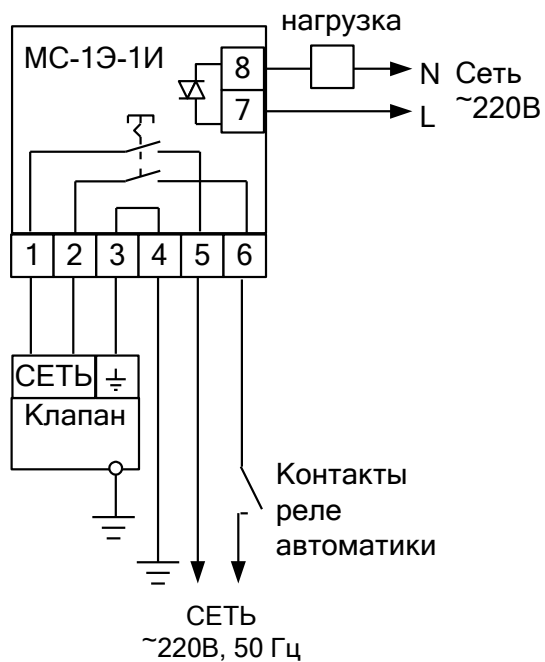 нагрузка
МС-1Э-1И
8
7
N Сеть
L ~220В
1 2 3 4 5 6
СЕТЬ
Клапан
Контакты
реле
автоматики
СЕТЬ
~220В, 50 Гц